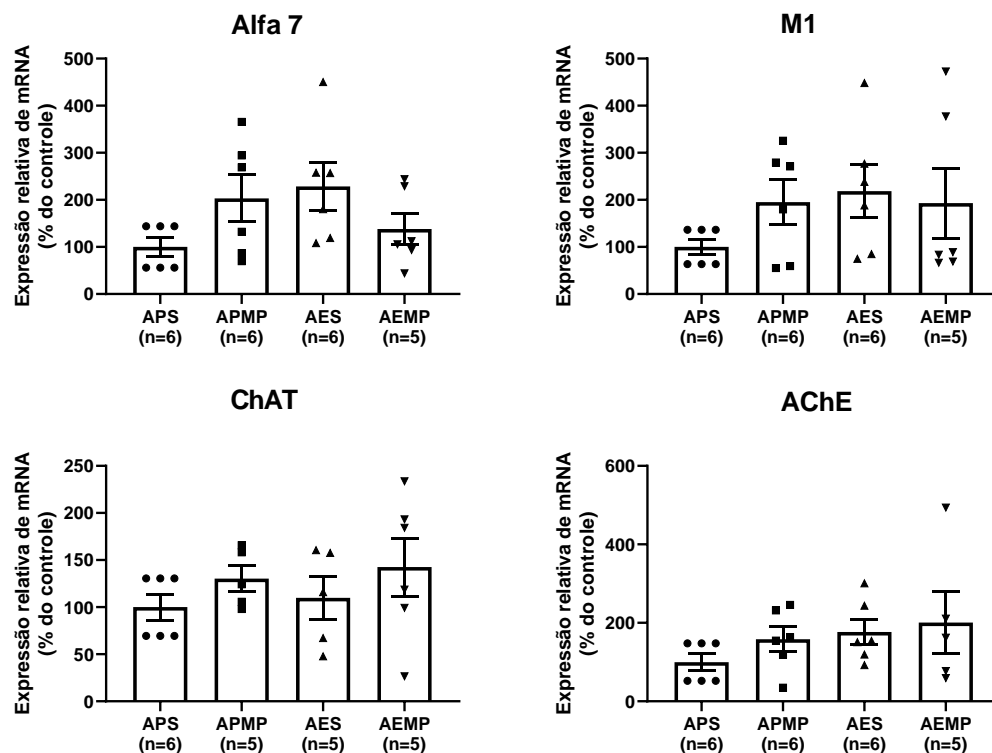 Alfa 7
Expressão relativa de mRNA
(% do controle)
500
400
300
200
100
0
APS APMP AES AEMP
(n=6) (n=6) (n=6) (n=5)
M1
Expressão relativa de mRNA
(% do controle)
500
400
300
200
100
0
APS APMP AES AEMP
(n=6) (n=6) (n=6) (n=5)
ChAT
Expressão relativa de mRNA
(% do controle)
250
200
150
100
50
0
APS APMP AES AEMP
(n=6) (n=5) (n=5) (n=5)
AChE
Expressão relativa de mRNA
(% do controle)
600
400
200
0
APS APMP AES AEMP
(n=6) (n=6) (n=6) (n=5)